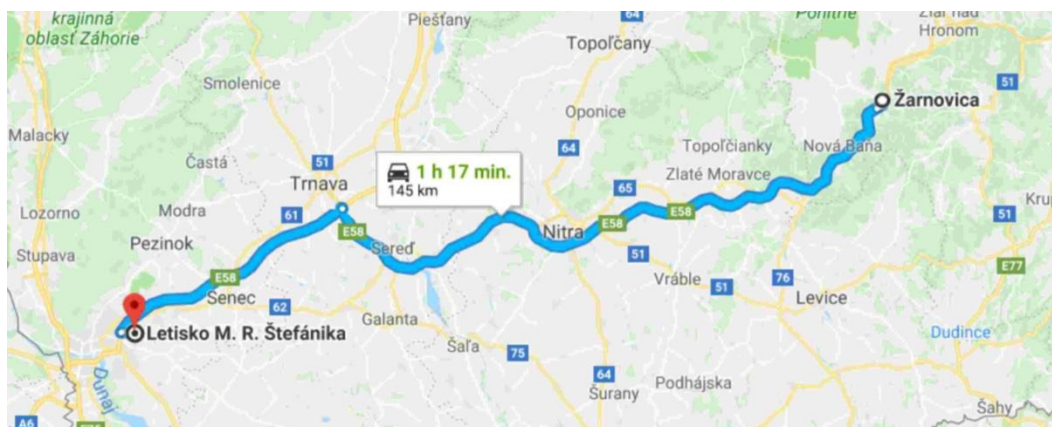 krajinná
oblasť Záhorie
Piešťany
64
Topoľčany
Ponitrie
Žiar nad
Hronom
Smolenice
51
Malacky
Oponice
Žarnovica
Častá
51
64
Topoľčianky
Nová Baňa
Trnava
1 h 17 min.
145 km
65
Zlaté Moravce
Lozorno
Modra
61
E58
E58
Pezinok
E58
Nitra
Stupava
Sereď
51
51
E77
E58
Vráble
76
Senec
51
Levice
62
Galanta
Letisko M. R. Štefánika
Dudince
Šaľa
75
Dunaj
64
Podhájska
Šurany
Šahy
A6